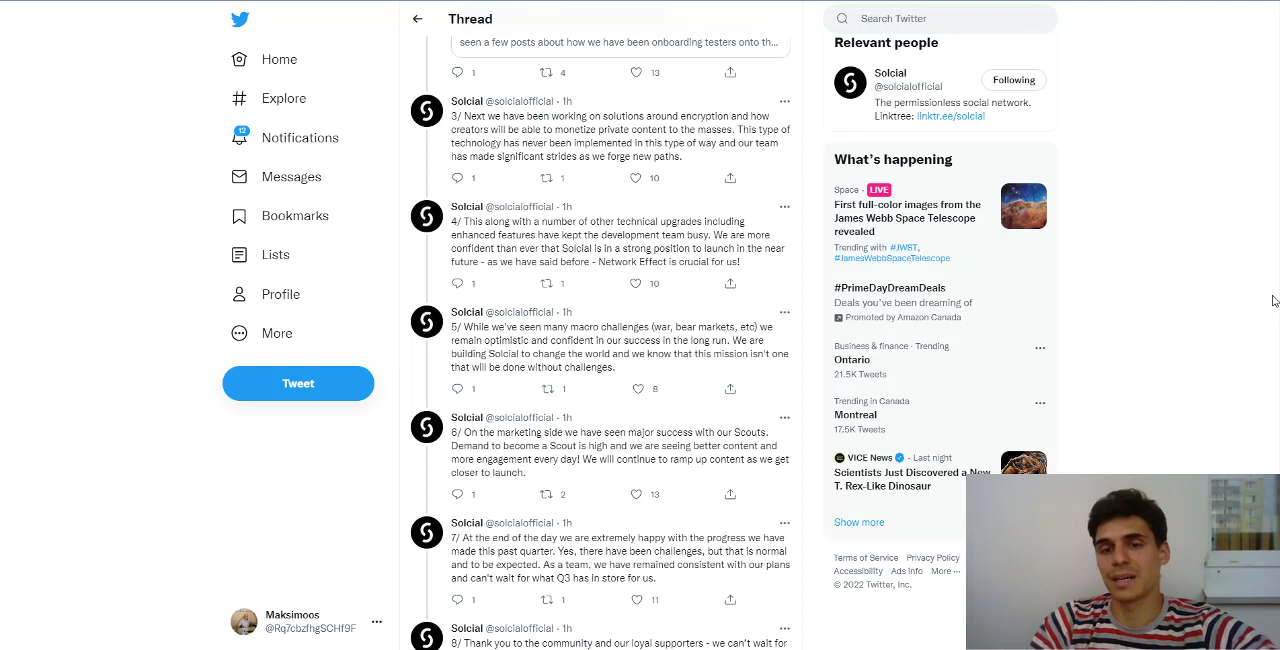 Home
Explore
12
Notifications
Messages
Bookmarks
Lists
Profile
More
Tweet
Maksimoos
@Rq7cbzfhgSCHf9F
Thread
seen a few posts about how we have been onboarding testers onto th...
1 4 13
Solcial @solcialofficial · 1h
3/ Next we have been working on solutions around encryption and how
creators will be able to monetize private content to the masses. This type of
technology has never been implemented in this type of way and our team
has made significant strides as we forge new paths.
1 1 10
Solcial @solcialofficial · 1h
4/ This along with a number of other technical upgrades including
enhanced features have kept the development team busy. We are more
confident than ever that Solcial is in a strong position to launch in the near
future - as we have said before - Network Effect is crucial for us!
1 1 10
Solcial @solcialofficial · 1h
5/ While we've seen many macro challenges (war, bear markets, etc) we
remain optimistic and confident in our success in the long run. We are
building Solcial to change the world and we know that this mission isn't one
that will be done without challenges.
1 1 8
Solcial @solcialofficial · 1h
6/ On the marketing side we have seen major success with our Scouts.
Demand to become a Scout is high and we are seeing better content and
more engagement every day! We will continue to ramp up content as we get
closer to launch.
1 2 13
Solcial @solcialofficial · 1h
7/ At the end of the day we are extremely happy with the progress we have
made this past quarter. Yes, there have been challenges, but that is normal
and to be expected. As a team, we have remained consistent with our plans
and can't wait for what Q3 has in store for us.
1 1 11
Solcial @solcialofficial · 1h
8/ Thank you to the community and our loyal supporters - we can't wait for
Search Twitter
Relevant people
Solcial
@solcialofficial
Following
The permissionless social network.
Linktree: linktr.ee/solcial
What's happening
Space · LIVE
First full-color images from the
James Webb Space Telescope
revealed
Trending with #JWST,
#JamesWebbSpaceTelescope
#PrimeDayDreamDeals
Deals you've been dreaming of
Promoted by Amazon Canada
Business & finance · Trending
Ontario
21.5K Tweets
Trending in Canada
Montreal
17.5K Tweets
VICE News · Last night
Scientists Just Discovered a New
T. Rex-Like Dinosaur
Show more
Terms of Service Privacy Policy
Accessibility Ads info More ···
© 2022 Twitter, Inc.